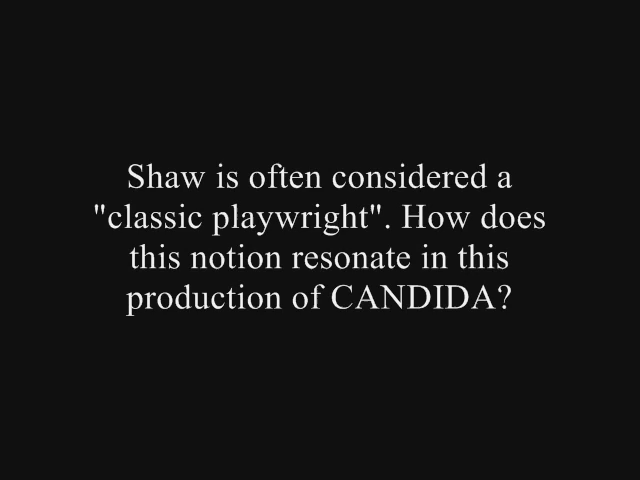 Shaw is often considered a
"classic playwright". How does
this notion resonate in this
production of CANDIDA?